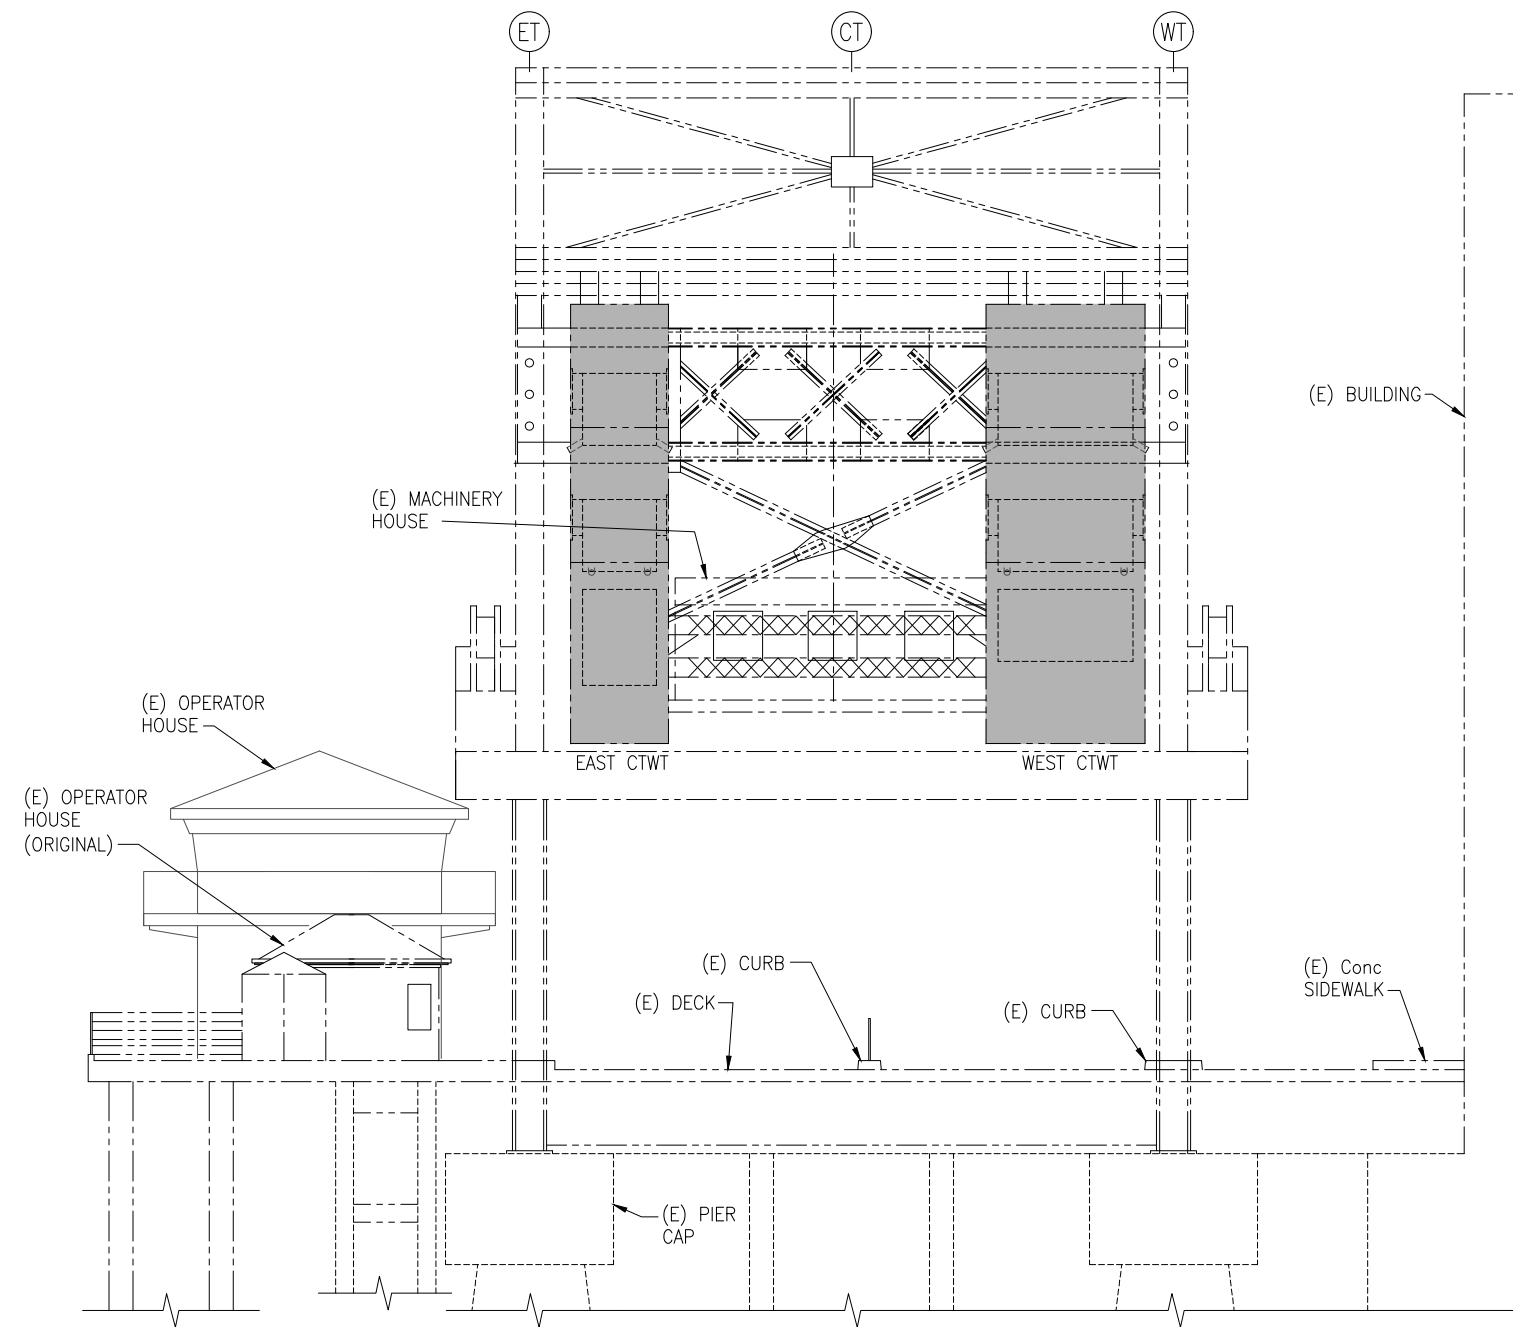 ET
CT
WT
(E) BUILDING
(E) MACHINERY
HOUSE
(E) OPERATOR
HOUSE
EAST CTWT
WEST CTWT
(E) OPERATOR
HOUSE
(ORIGINAL)
(E) CURB
(E) DECK
(E) CURB
(E) Conc
SIDEWALK
(E) PIER
CAP